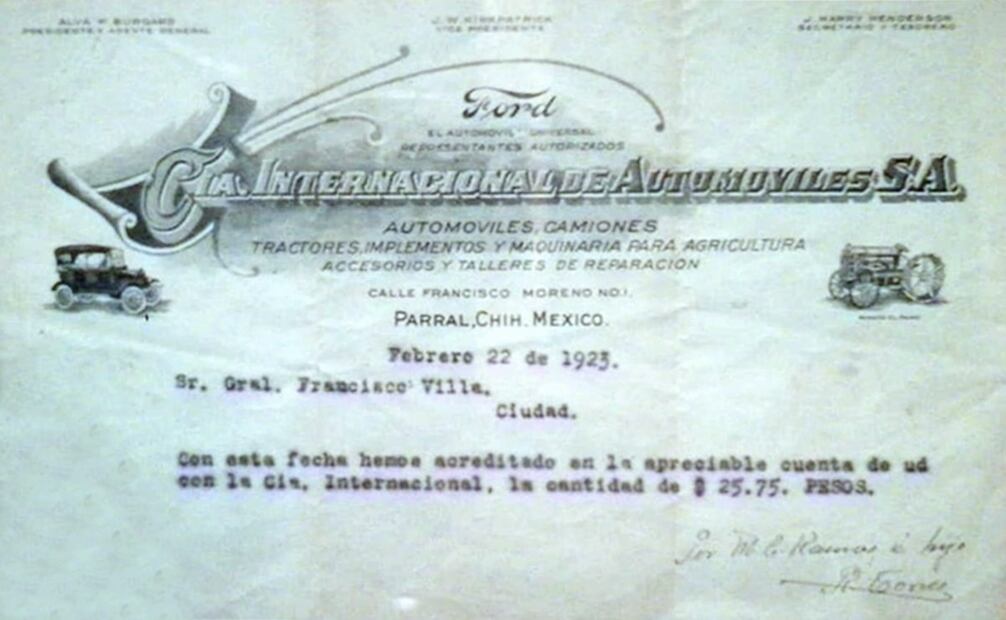 ALVA P BURGARD
PRESIDENTE Y AGENTE GENERAL
J. W. KIRKPATRICK
VICE PRESIDENTE
J. HARRY HENDERSON
SECRETARIO Y TESORERO
Ford
EL AUTOMOVIL UNIVERSAL
REPRESENTANTES AUTORIZADOS
CIA. INTERNACIONAL DE AUTOMOVILES S.A.
AUTOMOVILES, CAMIONES
TRACTORES, IMPLEMENTOS Y MAQUINARIA PARA AGRICULTURA
ACCESORIOS Y TALLERES DE REPARACION
CALLE FRANCISCO MORENO NO. 1.
PARRAL, CHIH. MEXICO.
Febrero 22 de 1923.
Sr. Gral. Francisco Villa.
Ciudad.
Con esta fecha hemos acreditado en la apreciable cuenta de ud
con la Cia. Internacional, la cantidad de $ 25.75. PESOS.
Por M. C. Ramos é hijo